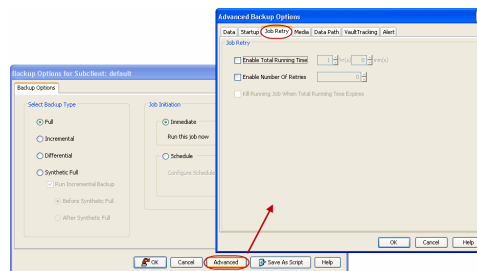 Advanced Backup Options
Data Startup Job Retry Media Data Path VaultTracking Alert
Job Retry
Enable Total Running Time 1 hr(s) 0 min(s)
Enable Number Of Retries 0
Kill Running Job When Total Running Time Expires
OK Cancel Help
Backup Options for Subclient: default
Backup Options
Select Backup Type
Full
Incremental
Differential
Synthetic Full
Run Incremental Backup
Before Synthetic Full
After Synthetic Full
Job Initiation
Immediate
Run this job now
Schedule
Configure Schedule
OK Cancel Advanced Save As Script Help